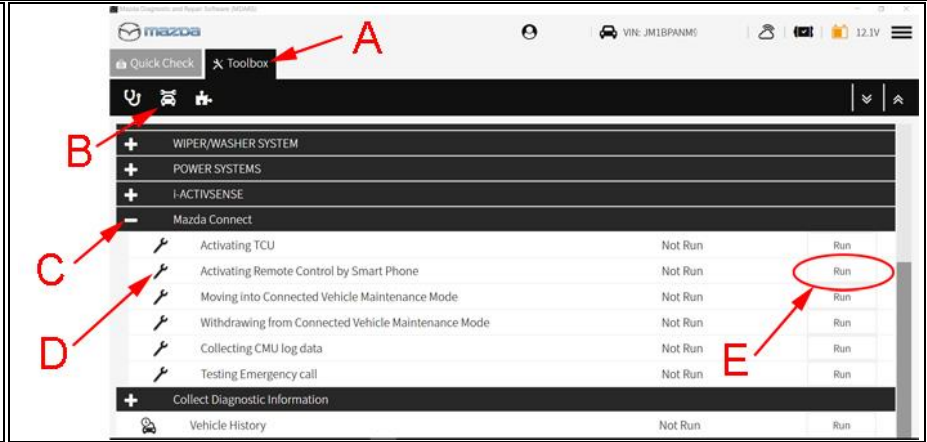 Mazda Diagnostic and Repair Software (MDARS)
mazda VIN: JM1BPANM 12.1V
Quick Check Toolbox A
B
WIPER/WASHER SYSTEM
POWER SYSTEMS
i-ACTIVSENSE
Mazda Connect
C
Activating TCU Not Run Run
Activating Remote Control by Smart Phone Not Run Run
Moving into Connected Vehicle Maintenance Mode Not Run Run
Withdrawing from Connected Vehicle Maintenance Mode Not Run Run
D
E
Collecting CMU log data Not Run Run
Testing Emergency call Not Run Run
Collect Diagnostic Information
Vehicle History Not Run Run